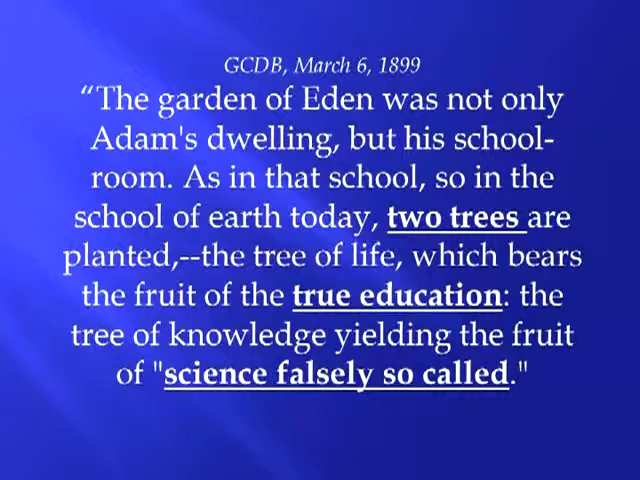 GCDB, March 6, 1899
“The garden of Eden was not only
Adam's dwelling, but his school-
room. As in that school, so in the
school of earth today, two trees are
planted,--the tree of life, which bears
the fruit of the true education: the
tree of knowledge yielding the fruit
of "science falsely so called."